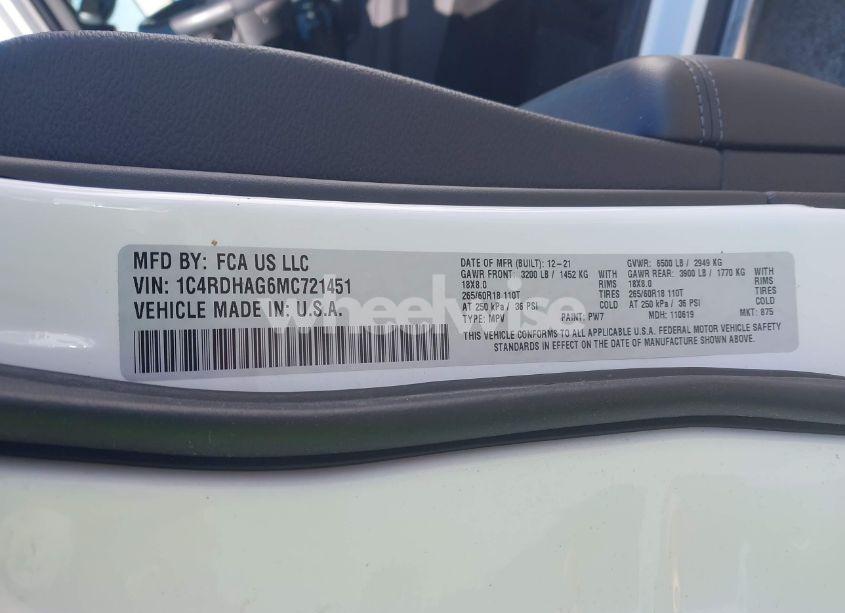 MFD BY: FCA US LLC
VIN: 1C4RDHAG6MC721451
VEHICLE MADE IN: U.S.A.
DATE OF MFR (BUILT): 12-21 GVWR: 6500 LB / 2949 KG
GAWR FRONT: 3200 LB / 1452 KG WITH GAWR REAR: 3900 LB / 1770 KG WITH
18X8.0 RIMS 18X8.0 RIMS
265/60R18 110T TIRES 265/60R18 110T TIRES
AT 250 kPa / 36 PSI COLD AT 250 kPa / 36 PSI COLD
TYPE: MPV PAINT: PW7 MDH: 110619 MKT: 875
THIS VEHICLE CONFORMS TO ALL APPLICABLE U.S.A. FEDERAL MOTOR VEHICLE SAFETY
STANDARDS IN EFFECT ON THE DATE OF MANUFACTURE SHOWN ABOVE.
wheelwise